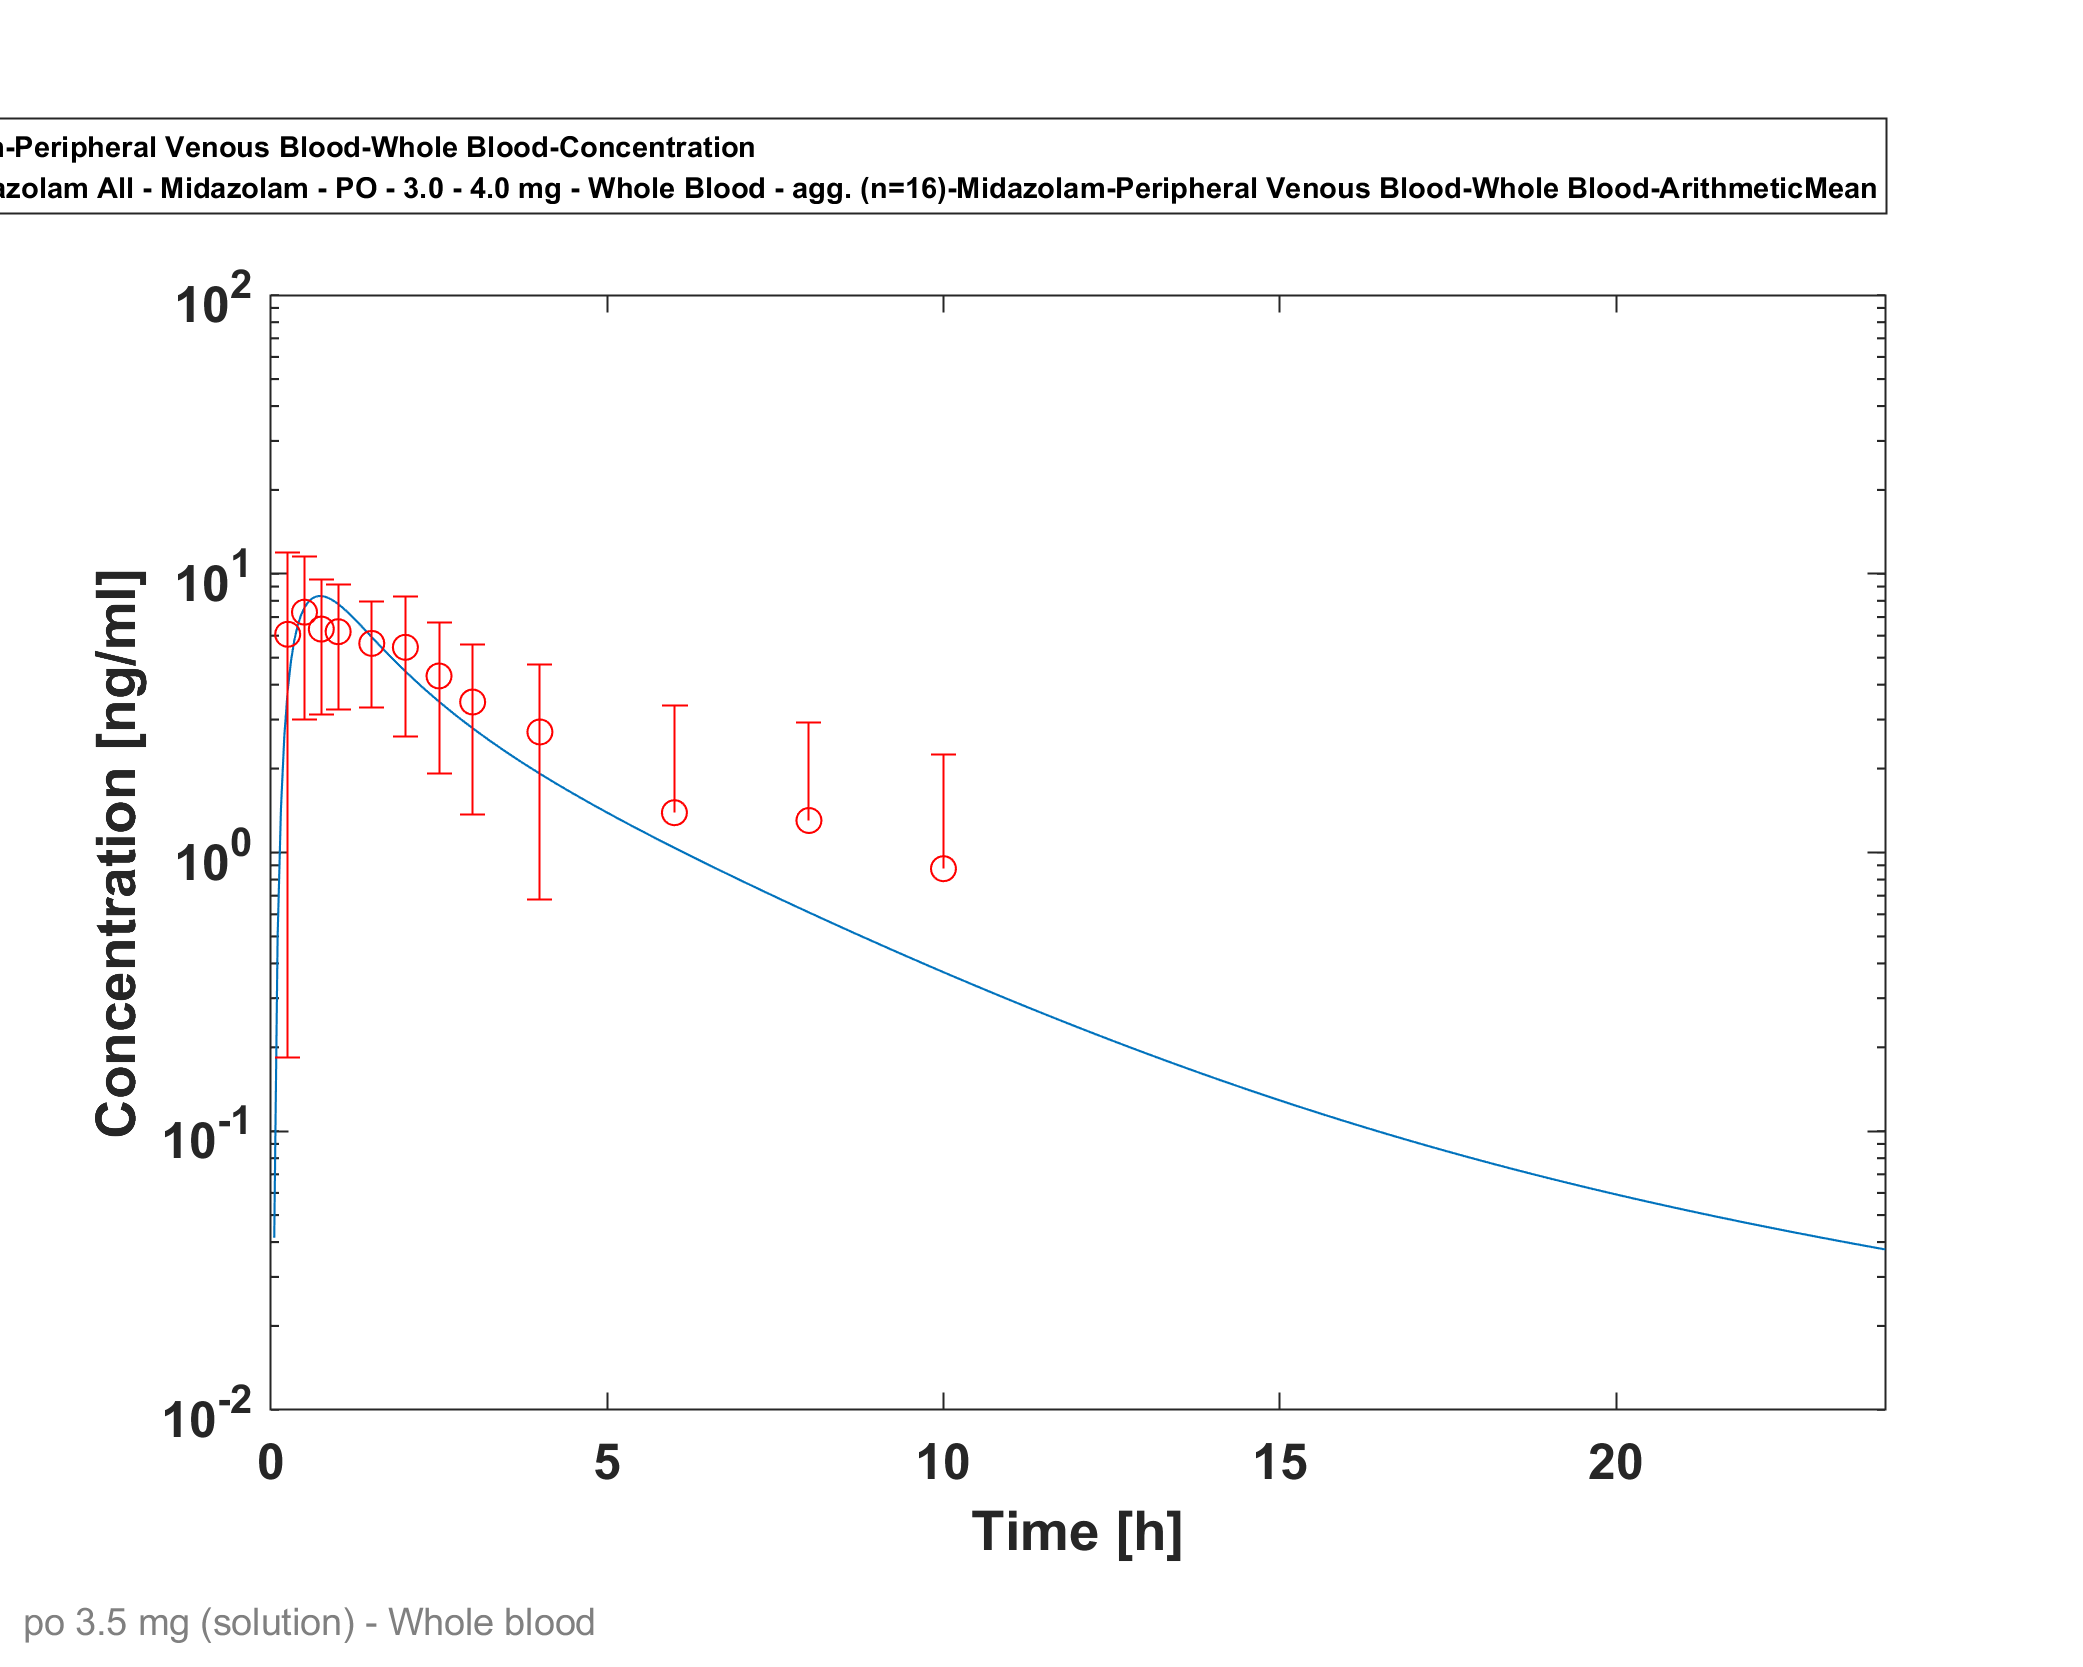 -Peripheral Venous Blood-Whole Blood-Concentration
azolam All - Midazolam - PO - 3.0 - 4.0 mg - Whole Blood - agg. (n=16)-Midazolam-Peripheral Venous Blood-Whole Blood-ArithmeticMean
10^2
10^1
10^0
10^-1
10^-2
Concentration [ng/ml]
0 5 10 15 20
Time [h]
po 3.5 mg (solution) - Whole blood